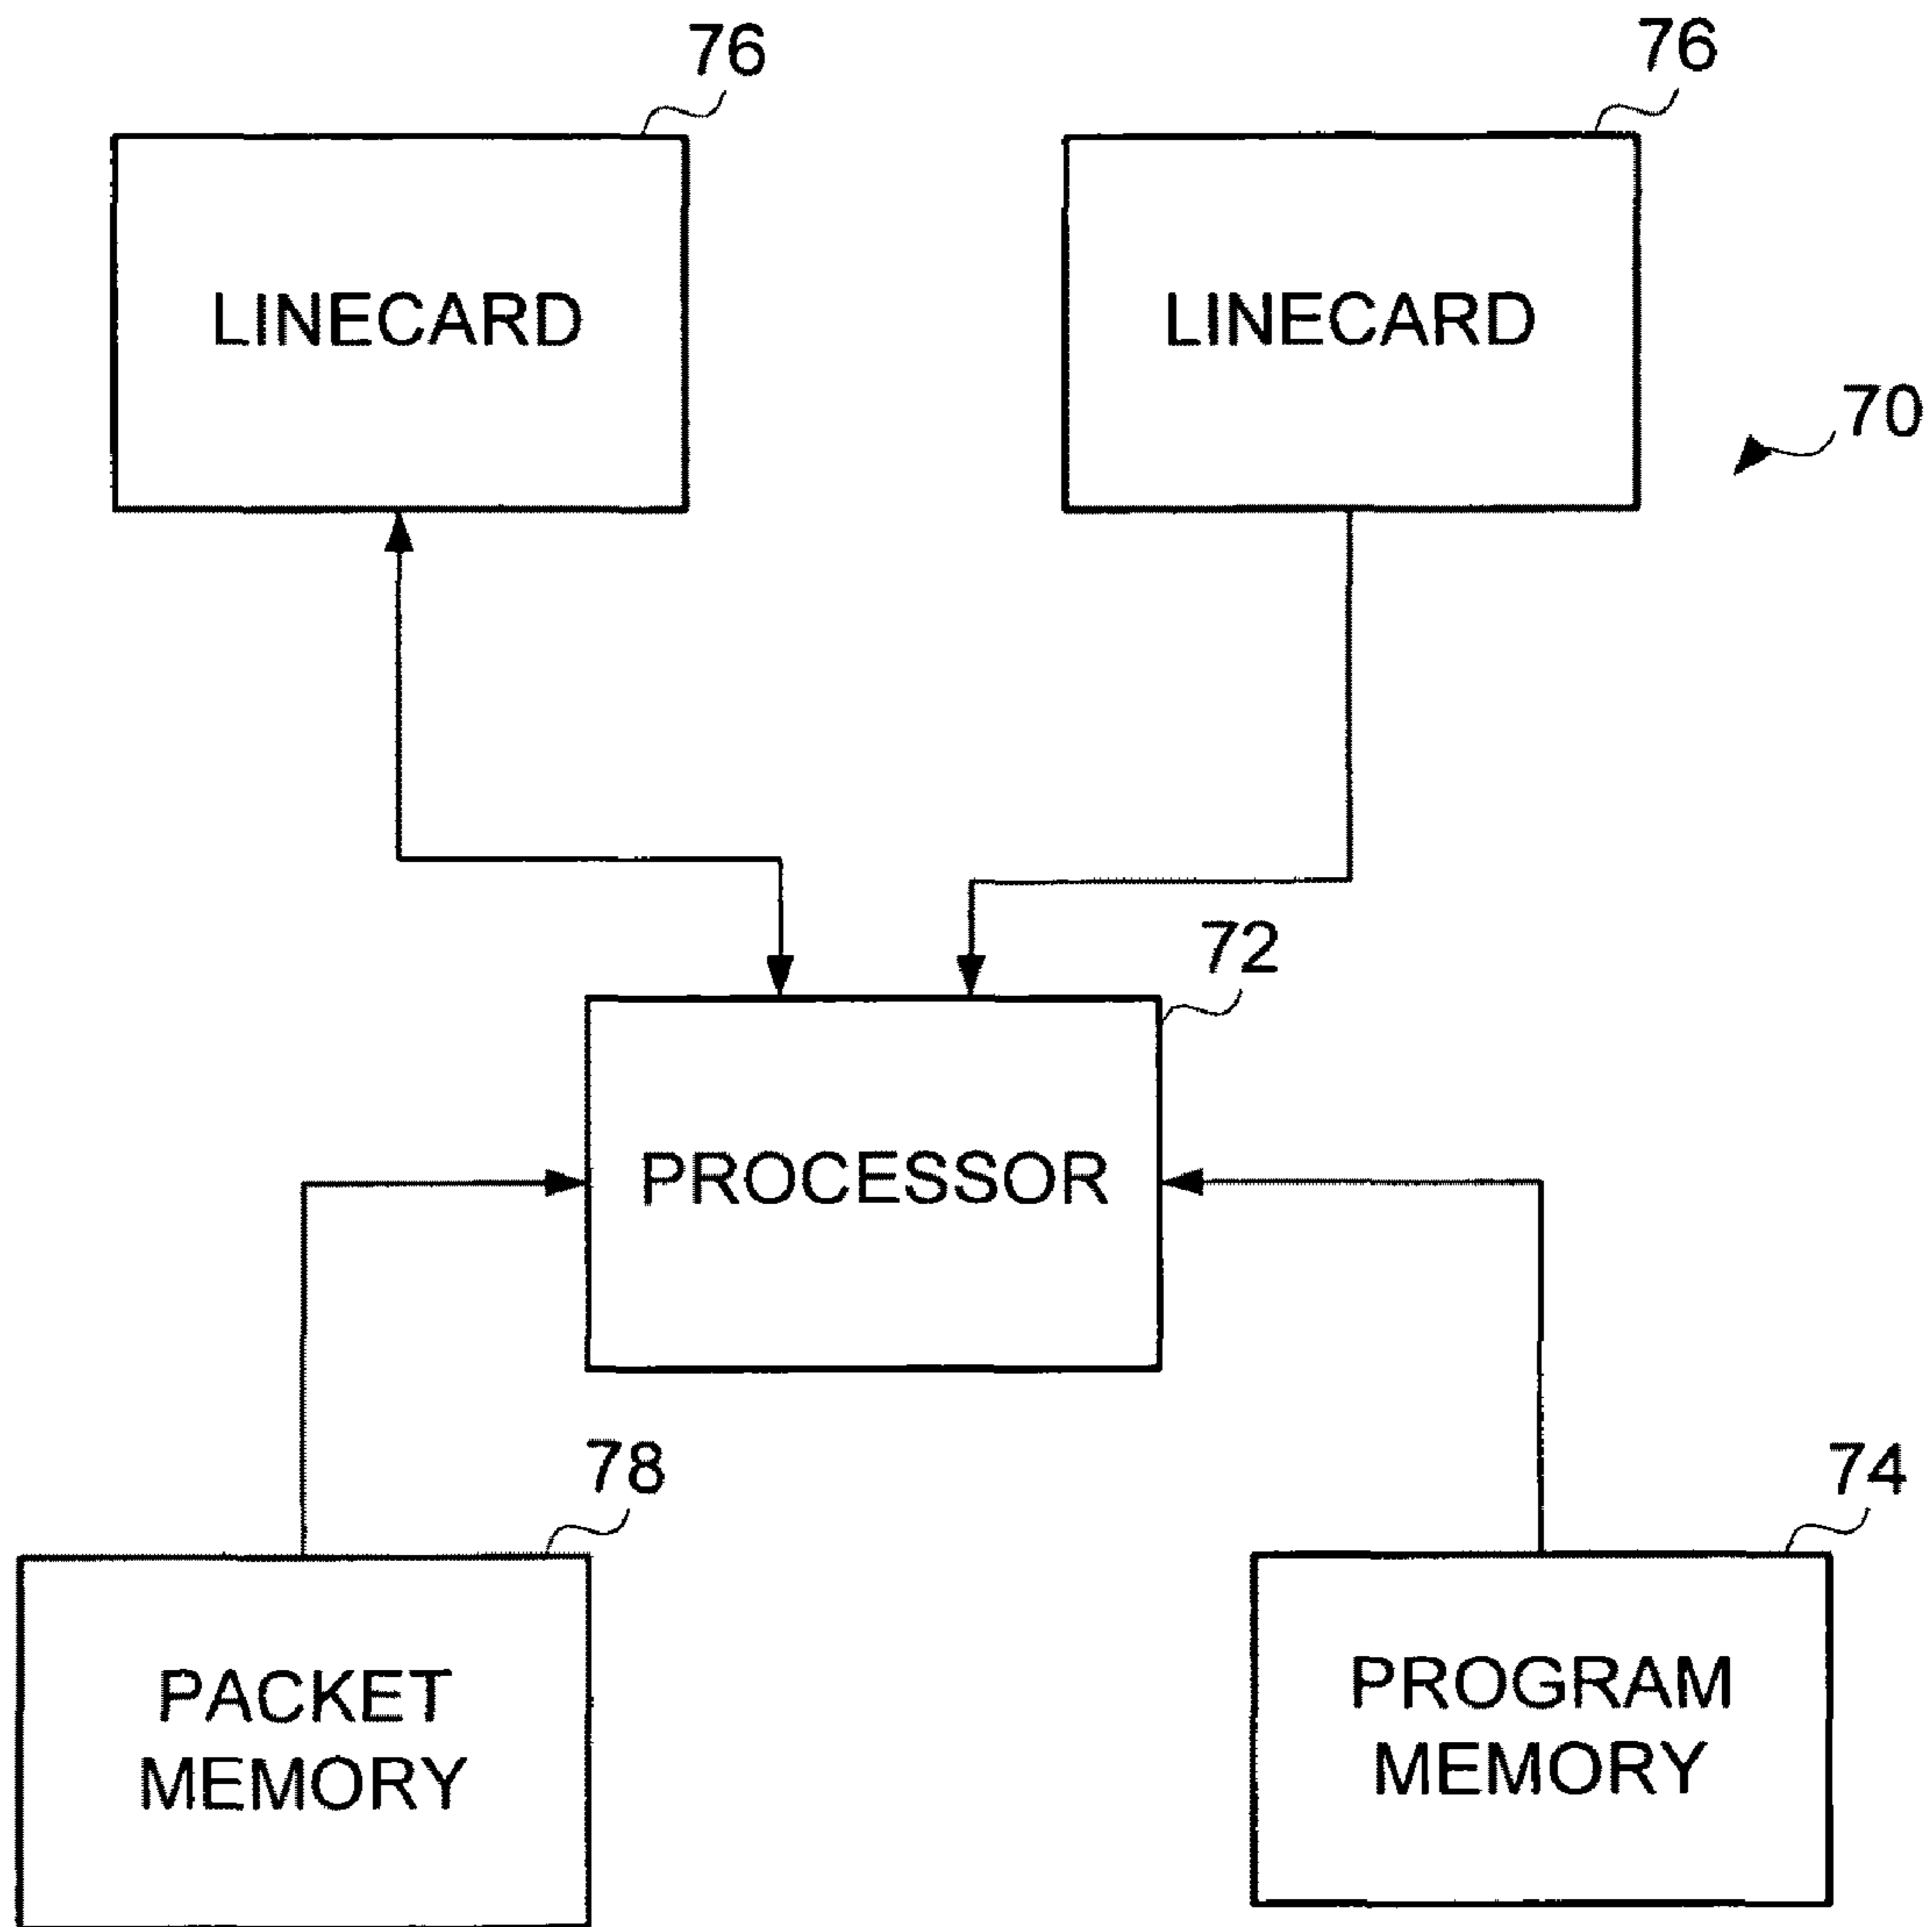 76
76
LINECARD
LINECARD
70
72
PROCESSOR
78
74
PACKET
MEMORY
PROGRAM
MEMORY